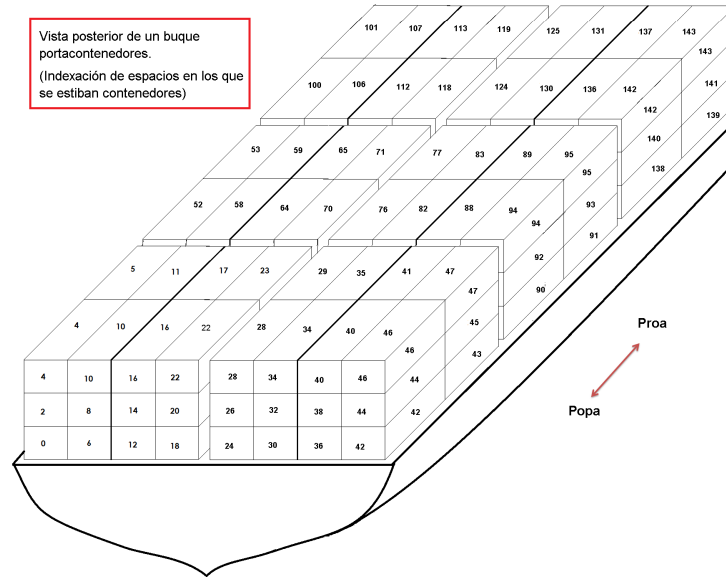 Vista posterior de un buque
portacontenedores.
(Indexación de espacios en los que
se estiban contenedores)
101 107 113 119 125 131 137 143
143
100 106 112 118 124 130 136 142
141
142
139
53 59 65 71 77 83 89 95
140
95
138
52 58 64 70 76 82 88 94
93
94
91
5 11 17 23 29 35 41 47
92
47
90
4 10 16 22 28 34 40 46
45
46
43
4 10 16 22 28 34 40 46
44
2 8 14 20 26 32 38 44
42
0 6 12 18 24 30 36 42
Proa
Popa